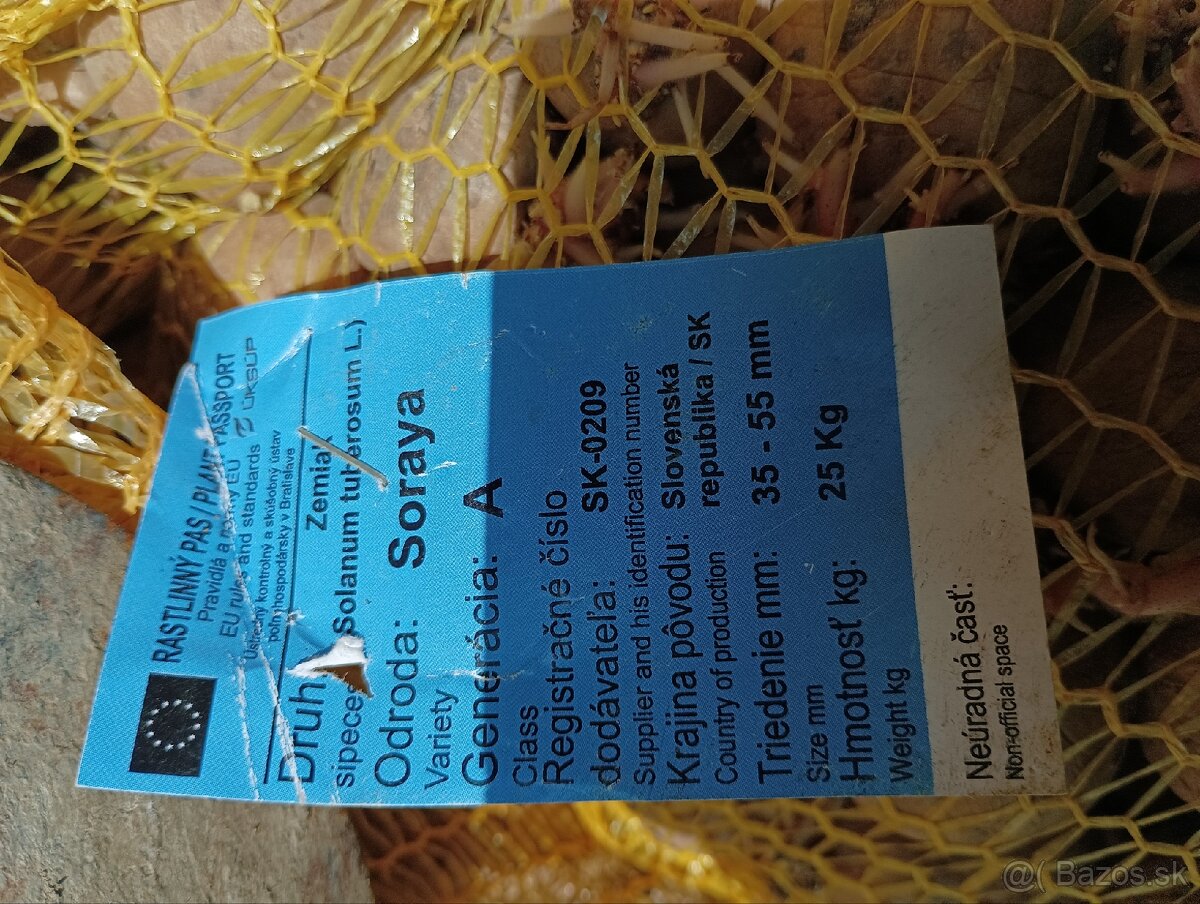 RASTLINNÝ PAS / PLANT PASSPORT
Pravidlá a normy EU
EU rules and standards
ÚKSÚP
Ústredný kontrolný a skúšobný ústav
poľnohospodársky v Bratislave
Druh Zemiak
sipeces Solanum tuberosum L.)
Odroda: Soraya
Variety
Generácia: A
Class
Registračné číslo
dodávateľa: SK-0209
Supplier and his identification number
Krajina pôvodu: Slovenská
Country of production republika / SK
Triedenie mm: 35 - 55 mm
Size mm
Hmotnosť kg: 25 Kg
Weight kg
Neúradná časť:
Non-official space
@( Bazos.sk